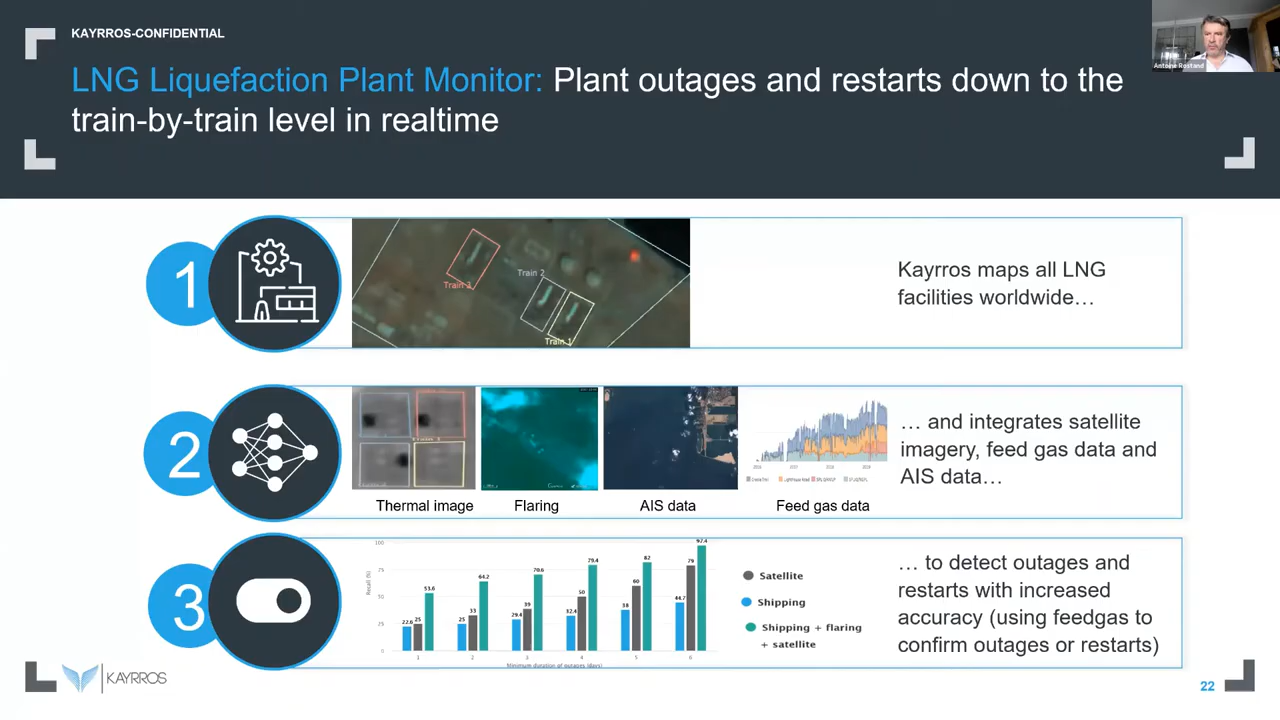 KAYRROS-CONFIDENTIAL
LNG Liquefaction Plant Monitor: Plant outages and restarts down to the
train-by-train level in realtime
Antoine Rostand
1
Train 3
Train 2
Train 1
Kayrros maps all LNG
facilities worldwide…
2
Thermal image
Flaring
AIS data
Feed gas data
… and integrates satellite
imagery, feed gas data and
AIS data…
3
Recall (%)
100
75
50
25
0
22.6 25 53.6
25 33 64.2
29.4 39 70.6
32.4 50 79.4
38 60 82
44.7 79 97.4
1 2 3 4 5 6
Minimum duration of outages (days)
Satellite
Shipping
Shipping + flaring
+ satellite
… to detect outages and
restarts with increased
accuracy (using feedgas to
confirm outages or restarts)
KAYRROS
22